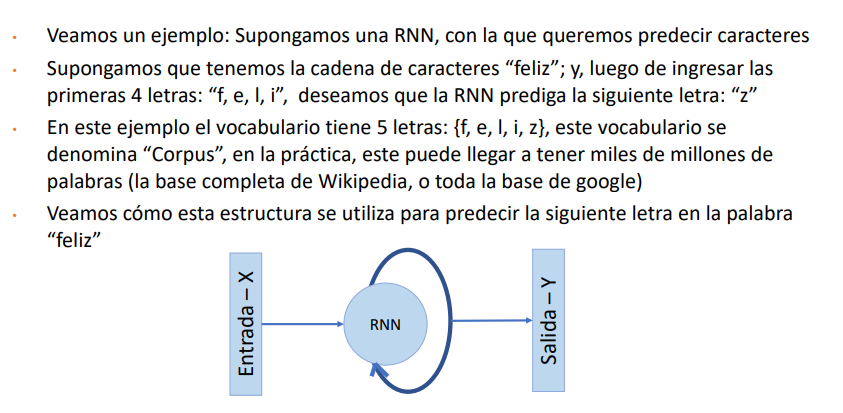 • Veamos un ejemplo: Supongamos una RNN, con la que queremos predecir caracteres
• Supongamos que tenemos la cadena de caracteres “feliz”; y, luego de ingresar las
primeras 4 letras: “f, e, l, i”, deseamos que la RNN prediga la siguiente letra: “z”
• En este ejemplo el vocabulario tiene 5 letras: {f, e, l, i, z}, este vocabulario se
denomina “Corpus”, en la práctica, este puede llegar a tener miles de millones de
palabras (la base completa de Wikipedia, o toda la base de google)
• Veamos cómo esta estructura se utiliza para predecir la siguiente letra en la palabra
“feliz”
Entrada – X
RNN
Salida – Y